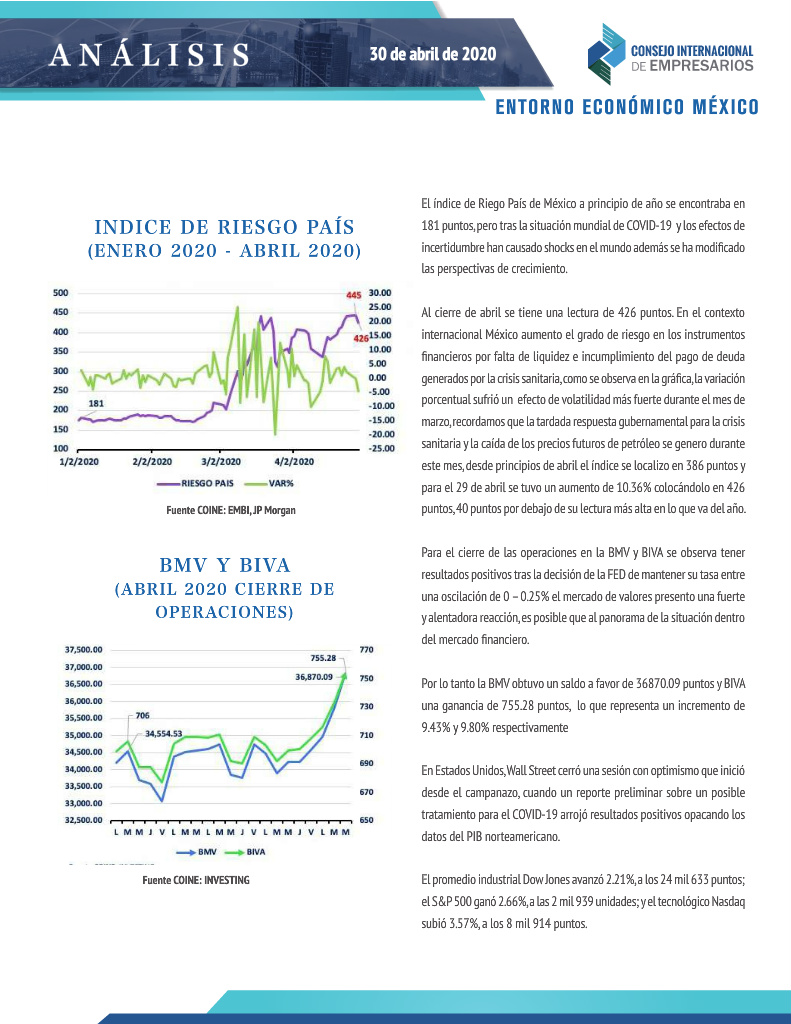 ANÁLISIS
30 de abril de 2020
CONSEJO INTERNACIONAL
DE EMPRESARIOS
ENTORNO ECONÓMICO MÉXICO
INDICE DE RIESGO PAÍS
(ENERO 2020 - ABRIL 2020)
500
450
400
350
300
250
200
150
100
30.00
25.00
20.00
15.00
10.00
5.00
0.00
-5.00
-10.00
-15.00
-20.00
-25.00
445
426
181
1/2/2020 2/2/2020 3/2/2020 4/2/2020
RIESGO PAIS VAR%
Fuente COINE: EMBI, JP Morgan
BMV Y BIVA
(ABRIL 2020 CIERRE DE
OPERACIONES)
37,500.00
37,000.00
36,500.00
36,000.00
35,500.00
35,000.00
34,500.00
34,000.00
33,500.00
33,000.00
32,500.00
770
750
730
710
690
670
650
755.28
36,870.09
706
34,554.53
L M M J V L M M L M M J V L M M J V L M M
BMV BIVA
Fuente COINE: INVESTING
El índice de Riego País de México a principio de año se encontraba en
181 puntos, pero tras la situación mundial de COVID-19 y los efectos de
incertidumbre han causado shocks en el mundo además se ha modificado
las perspectivas de crecimiento.
Al cierre de abril se tiene una lectura de 426 puntos. En el contexto
internacional México aumento el grado de riesgo en los instrumentos
financieros por falta de liquidez e incumplimiento del pago de deuda
generados por la crisis sanitaria, como se observa en la gráfica, la variación
porcentual sufrió un efecto de volatilidad más fuerte durante el mes de
marzo, recordamos que la tardada respuesta gubernamental para la crisis
sanitaria y la caída de los precios futuros de petróleo se genero durante
este mes, desde principios de abril el índice se localizo en 386 puntos y
para el 29 de abril se tuvo un aumento de 10.36% colocándolo en 426
puntos, 40 puntos por debajo de su lectura más alta en lo que va del año.
Para el cierre de las operaciones en la BMV y BIVA se observa tener
resultados positivos tras la decisión de la FED de mantener su tasa entre
una oscilación de 0 – 0.25% el mercado de valores presento una fuerte
y alentadora reacción, es posible que al panorama de la situación dentro
del mercado financiero.
Por lo tanto la BMV obtuvo un saldo a favor de 36870.09 puntos y BIVA
una ganancia de 755.28 puntos, lo que representa un incremento de
9.43% y 9.80% respectivamente
En Estados Unidos, Wall Street cerró una sesión con optimismo que inició
desde el campanazo, cuando un reporte preliminar sobre un posible
tratamiento para el COVID-19 arrojó resultados positivos opacando los
datos del PIB norteamericano.
El promedio industrial Dow Jones avanzó 2.21%, a los 24 mil 633 puntos;
el S&P 500 ganó 2.66%, a las 2 mil 939 unidades; y el tecnológico Nasdaq
subió 3.57%, a los 8 mil 914 puntos.